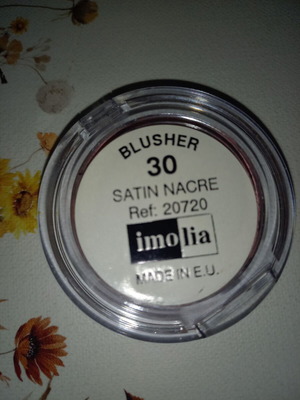 BLUSHER
30
SATIN NACRE
Ref: 20720
imolia
MADE IN E.U.